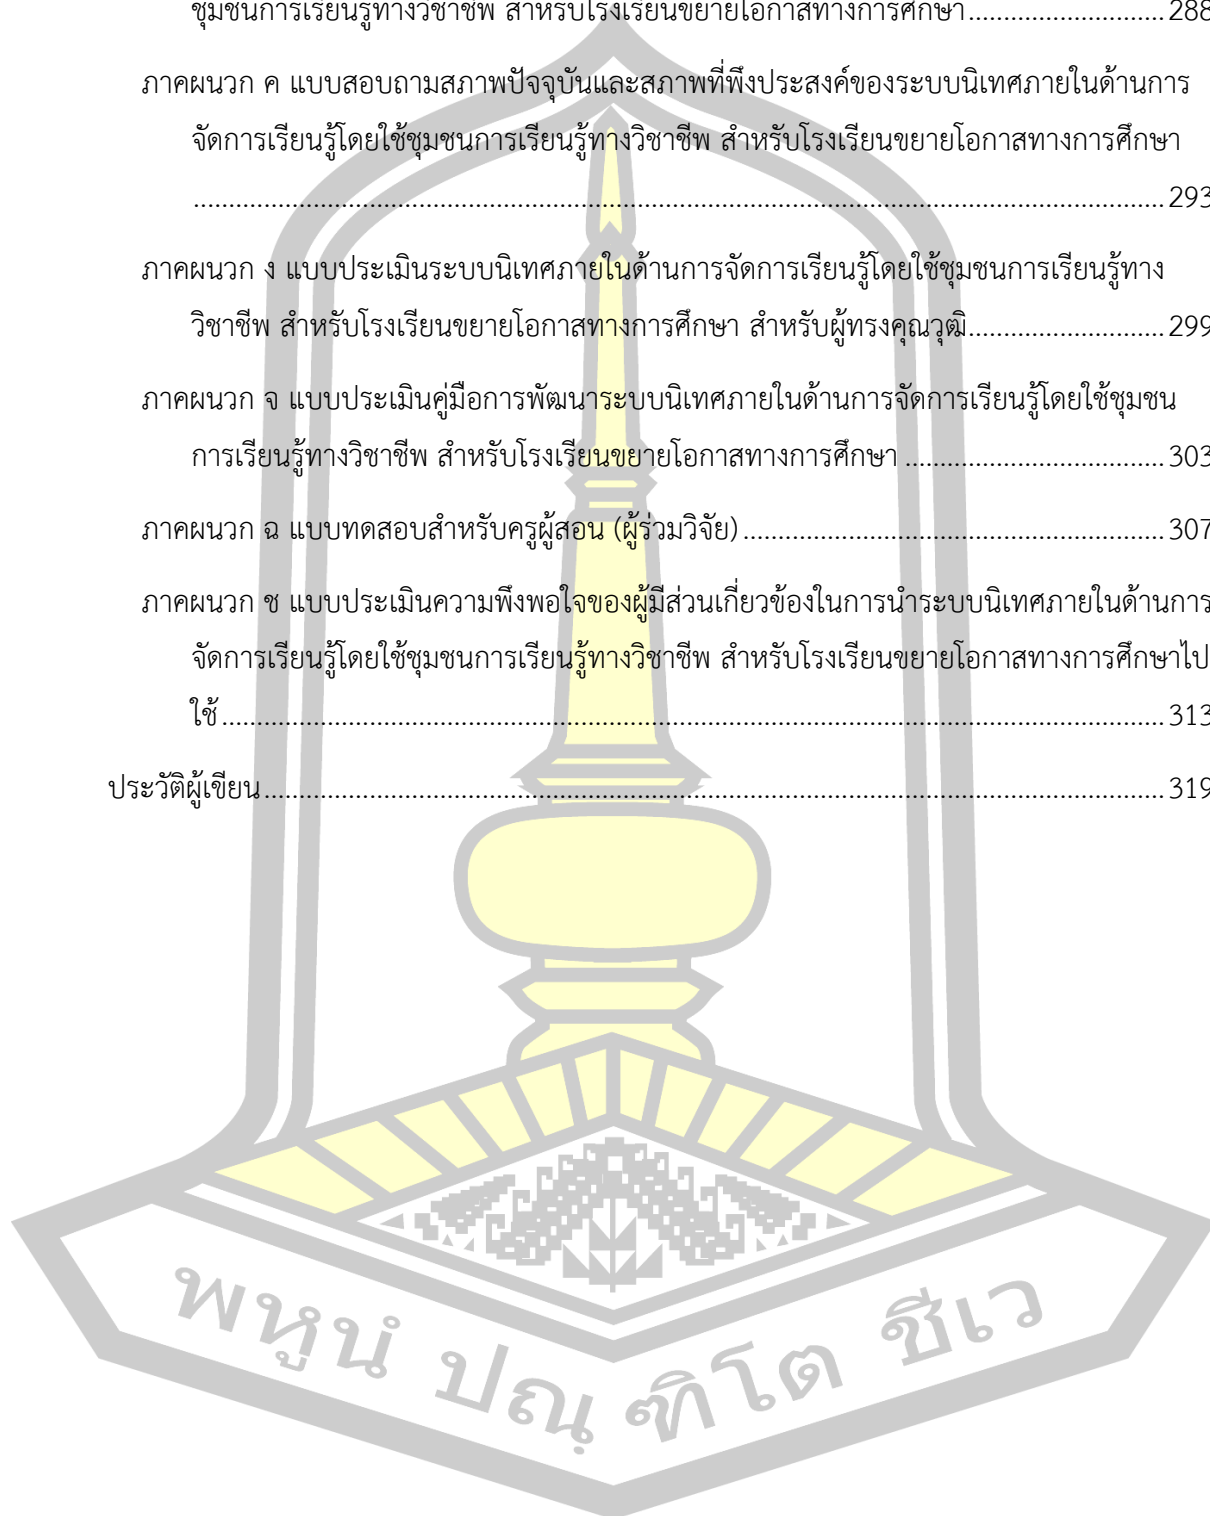 ชุมชนการเรียนรู้ทางวิชาชีพ สำหรับโรงเรียนขยายโอกาสทางการศึกษา............................288
ภาคผนวก ค แบบสอบถามสภาพปัจจุบันและสภาพที่พึงประสงค์ของระบบนิเทศภายในด้านการ
จัดการเรียนรู้โดยใช้ชุมชนการเรียนรู้ทางวิชาชีพ สำหรับโรงเรียนขยายโอกาสทางการศึกษา
............................................................................................................................................293
ภาคผนวก ง แบบประเมินระบบนิเทศภายในด้านการจัดการเรียนรู้โดยใช้ชุมชนการเรียนรู้ทาง
วิชาชีพ สำหรับโรงเรียนขยายโอกาสทางการศึกษา สำหรับผู้ทรงคุณวุฒิ............................299
ภาคผนวก จ แบบประเมินคู่มือการพัฒนาระบบนิเทศภายในด้านการจัดการเรียนรู้โดยใช้ชุมชน
การเรียนรู้ทางวิชาชีพ สำหรับโรงเรียนขยายโอกาสทางการศึกษา .....................................303
ภาคผนวก ฉ แบบทดสอบสำหรับครูผู้สอน (ผู้ร่วมวิจัย).............................................................307
ภาคผนวก ช แบบประเมินความพึงพอใจของผู้มีส่วนเกี่ยวข้องในการนำระบบนิเทศภายในด้านการ
จัดการเรียนรู้โดยใช้ชุมชนการเรียนรู้ทางวิชาชีพ สำหรับโรงเรียนขยายโอกาสทางการศึกษาไป
ใช้........................................................................................................................................313
ประวัติผู้เขียน..................................................................................................................................319
พหูนํ ปณฺฑิโต ชีเว